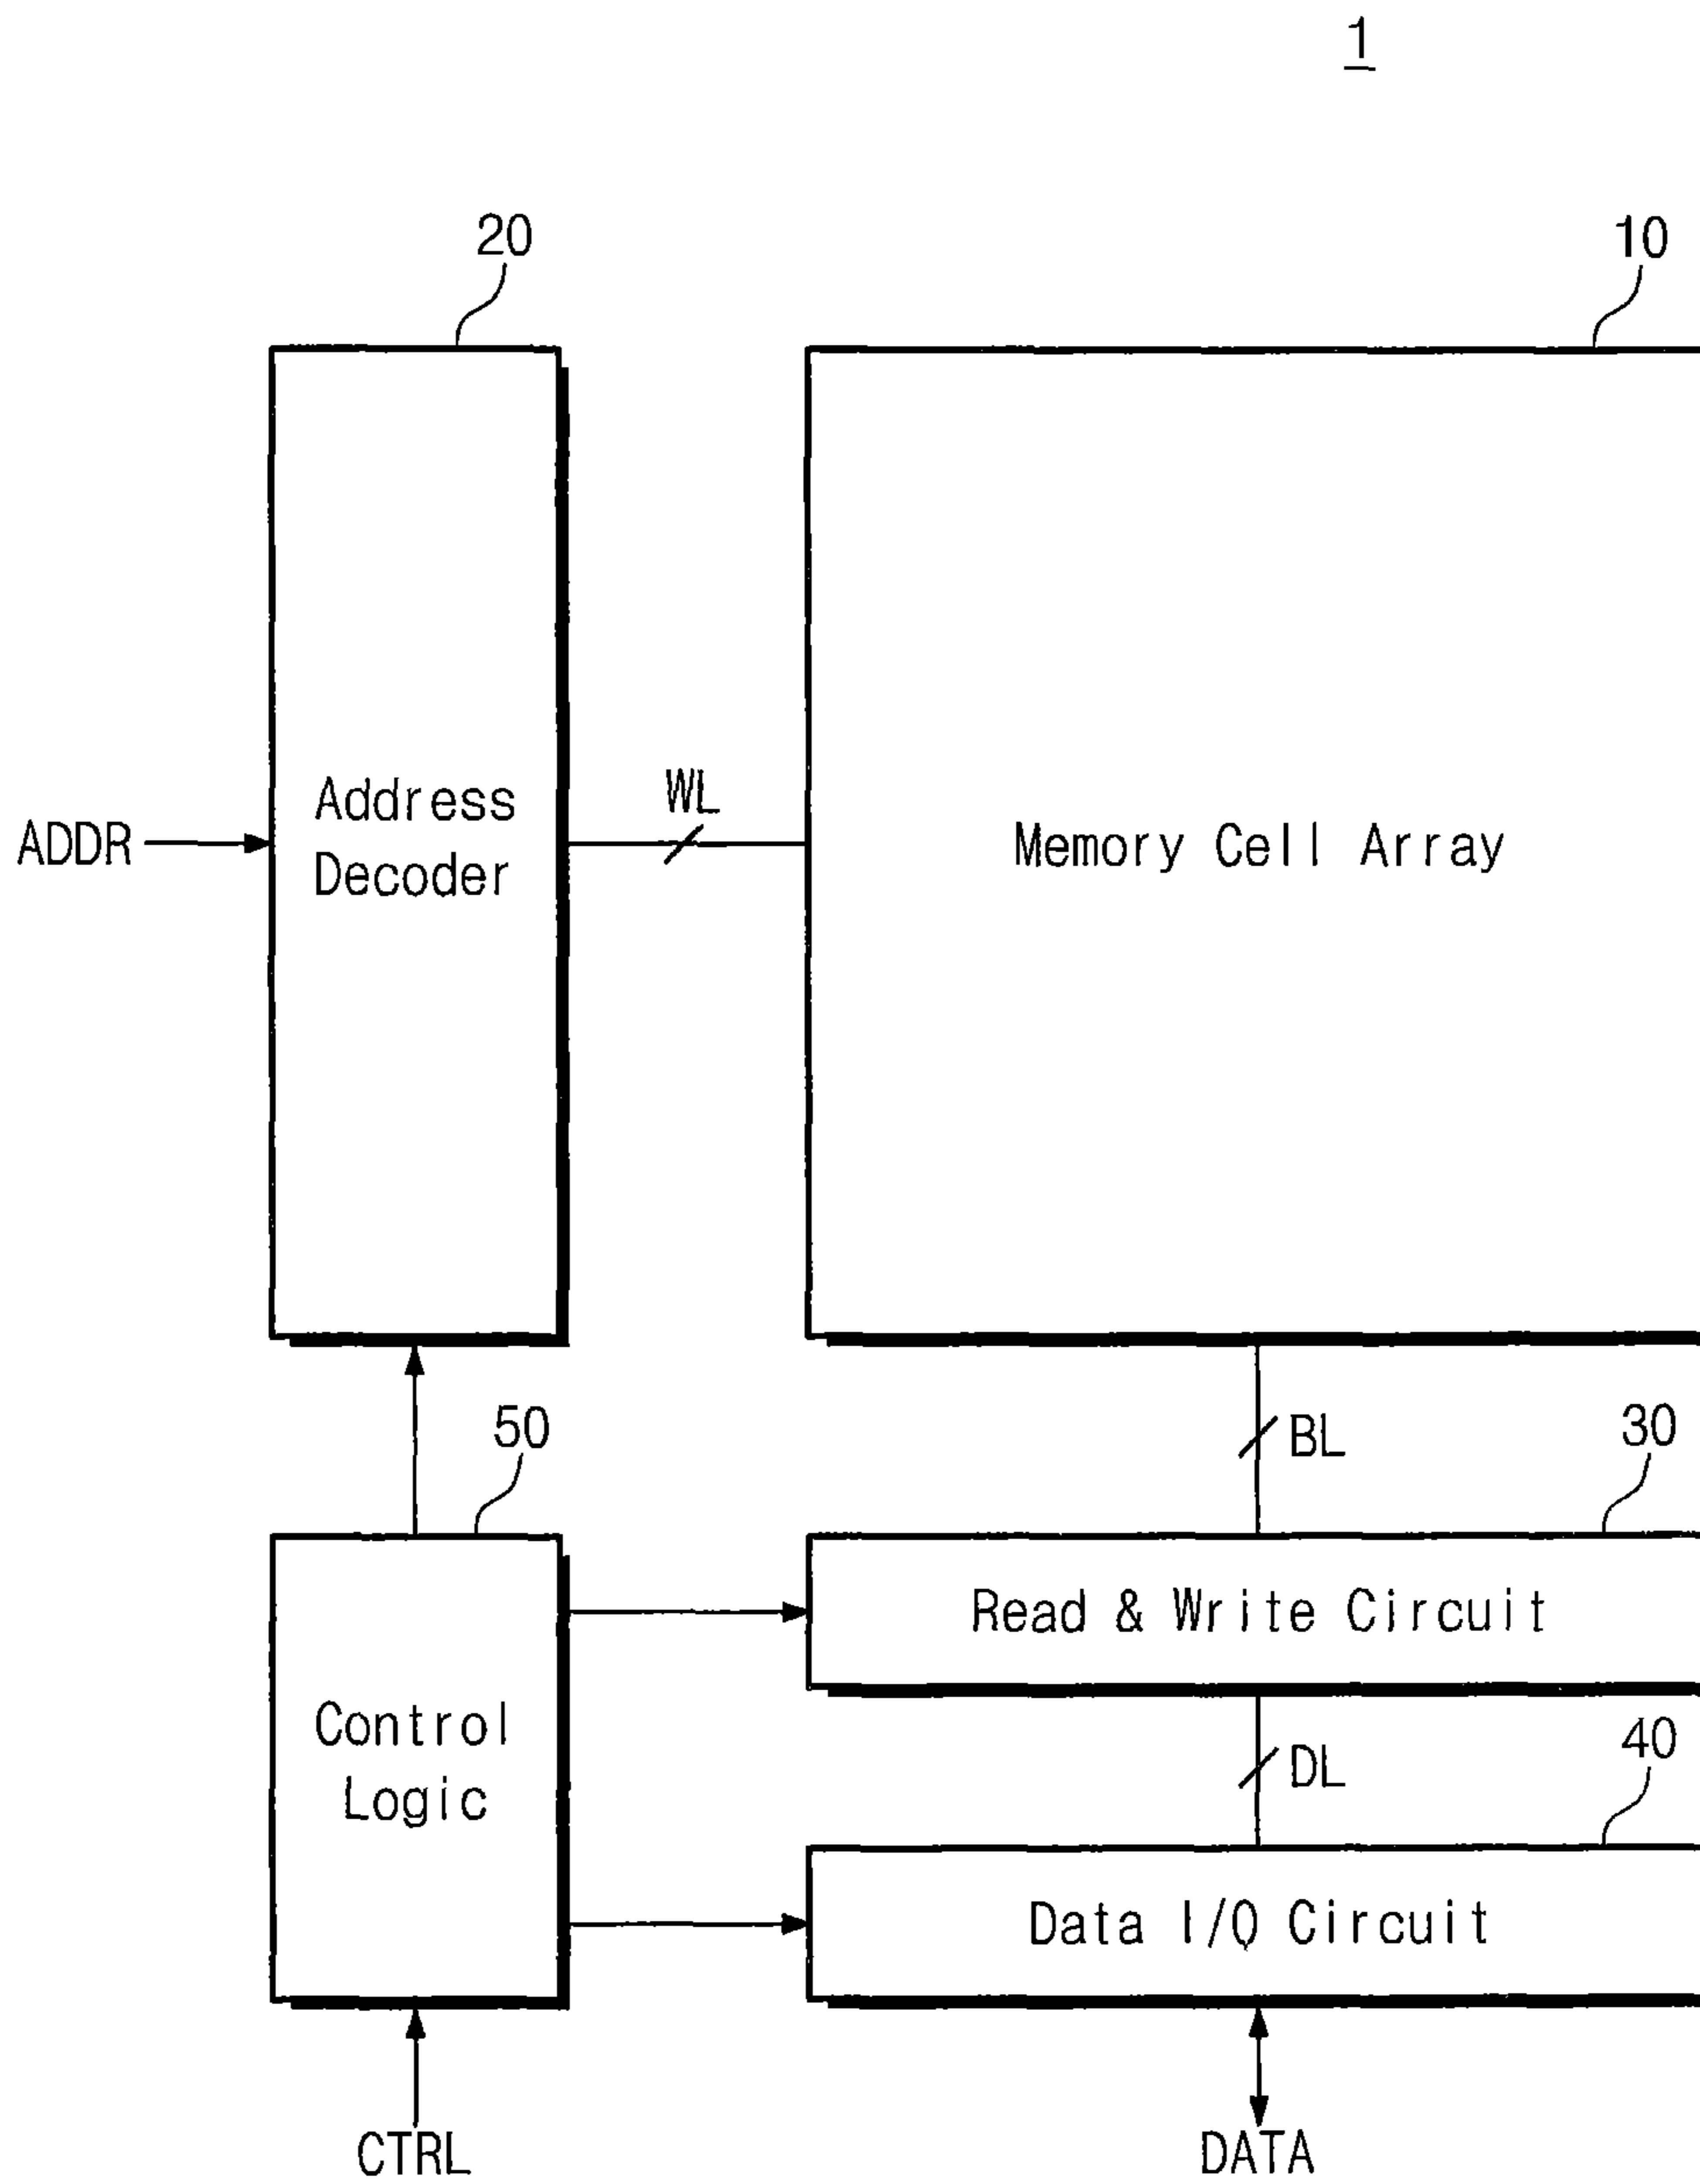 1
20
10
Address
Decoder
ADDR
WL
Memory Cell Array
50
BL
30
Read & Write Circuit
Control
Logic
DL
40
Data I/O Circuit
CTRL
DATA